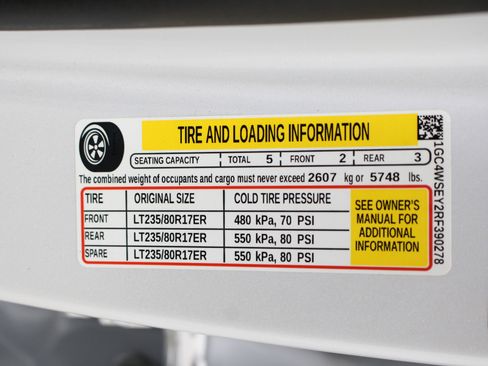 TIRE AND LOADING INFORMATION
SEATING CAPACITY TOTAL 5 FRONT 2 REAR 3
The combined weight of occupants and cargo must never exceed 2607 kg or 5748 lbs.
TIRE ORIGINAL SIZE COLD TIRE PRESSURE
FRONT LT235/80R17ER 480 kPa, 70 PSI
REAR LT235/80R17ER 550 kPa, 80 PSI
SPARE LT235/80R17ER 550 kPa, 80 PSI
SEE OWNER'S
MANUAL FOR
ADDITIONAL
INFORMATION
1GC4WSEY2RF390278